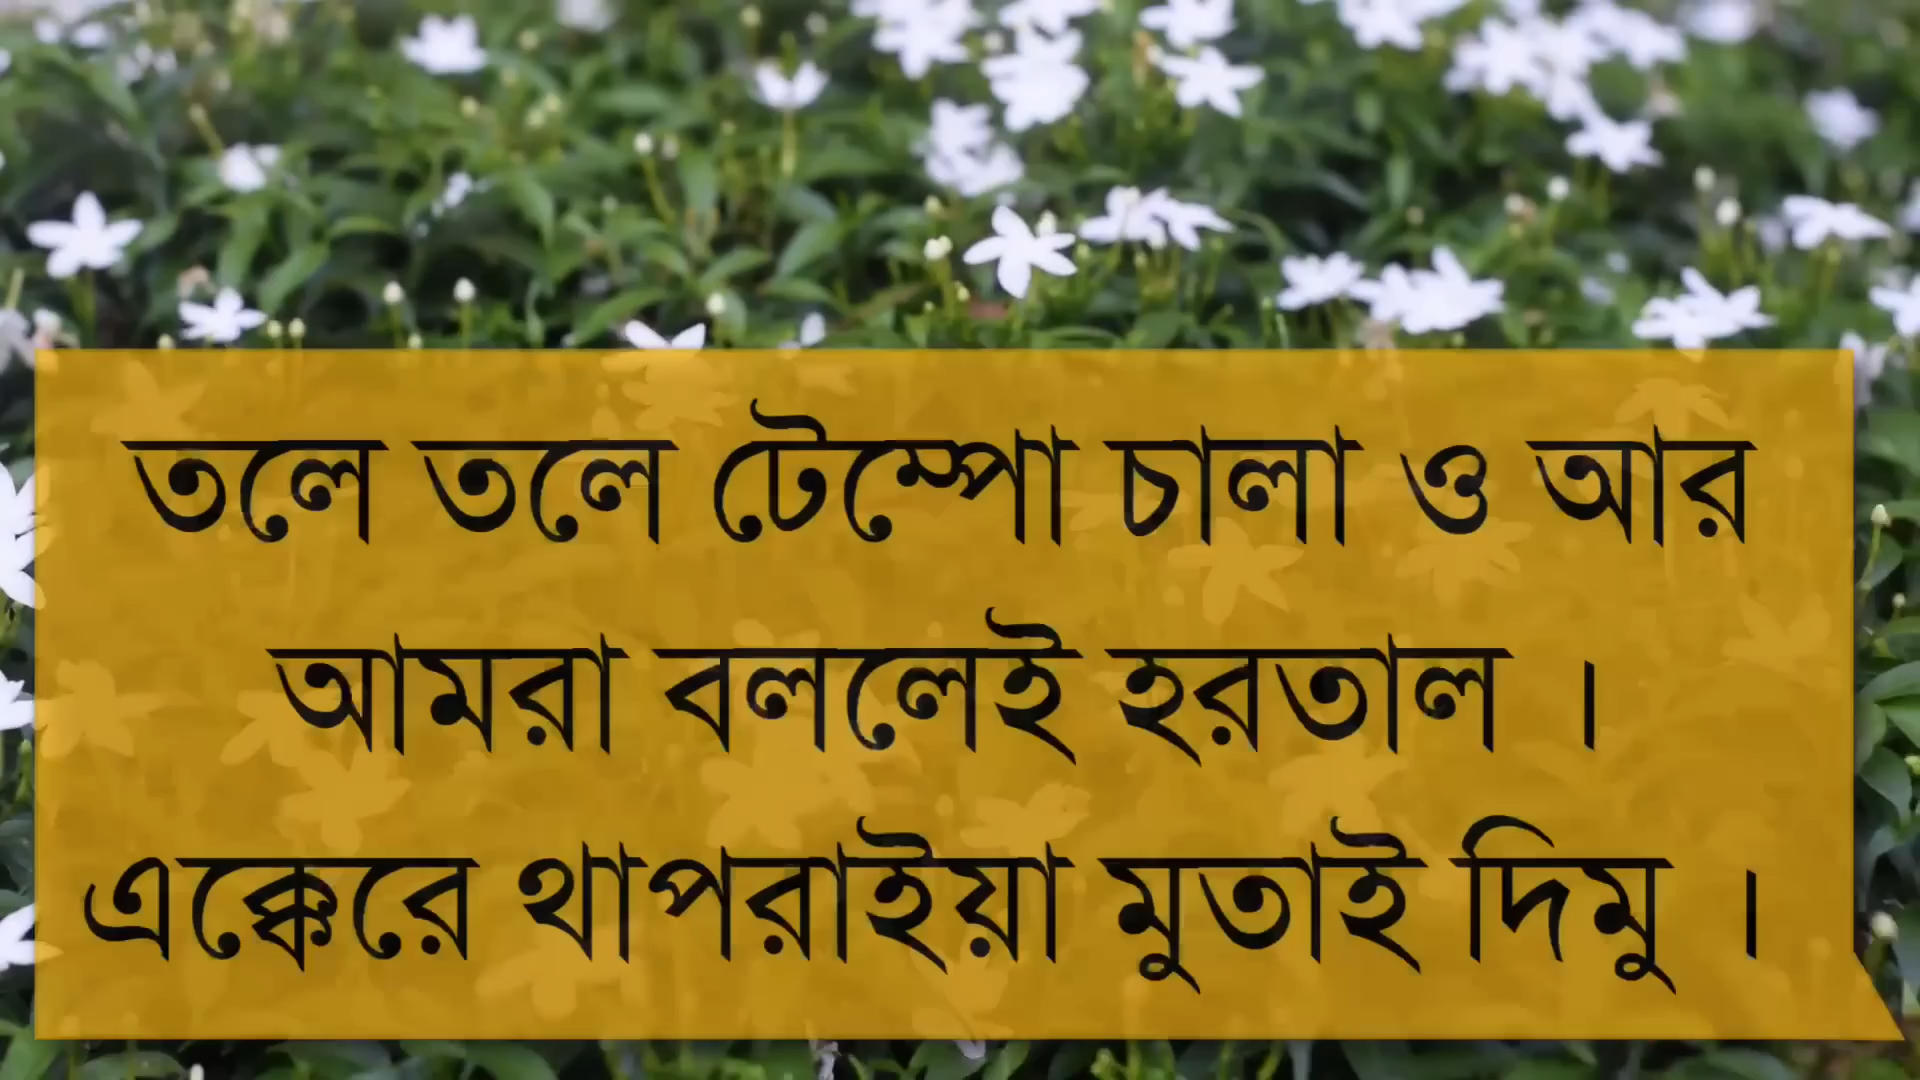 তলে তলে টেম্পো চালা ও আর
আমরা বললেই হরতাল ।
এক্কেরে থাপরাইয়া মুতাই দিমু ।